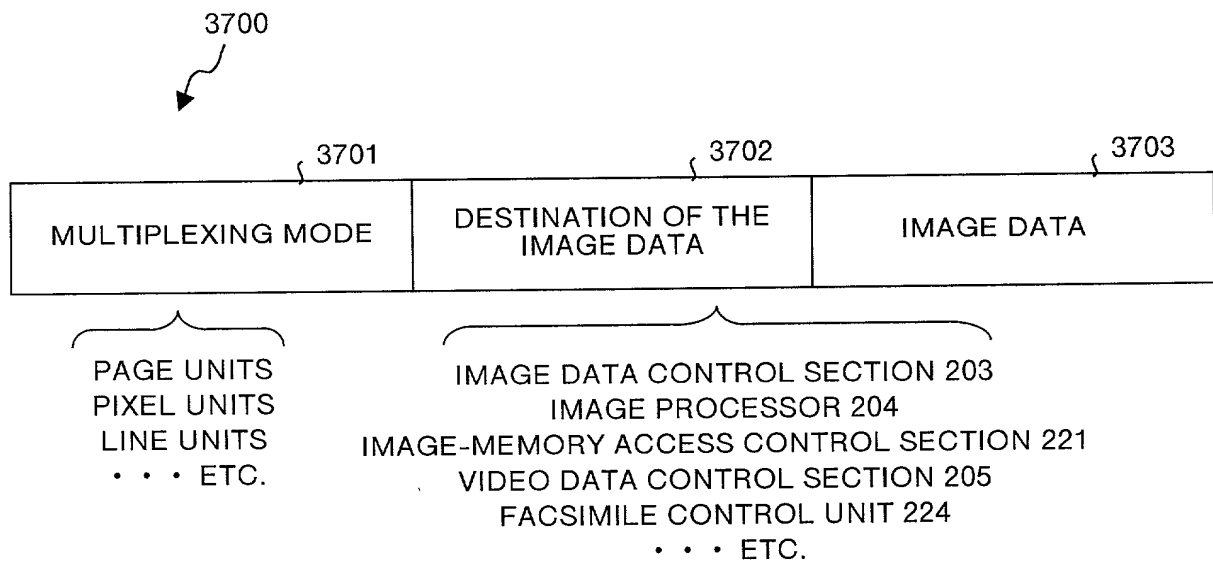 3700
3701
3702
3703
MULTIPLEXING MODE
DESTINATION OF THE
IMAGE DATA
IMAGE DATA
PAGE UNITS
PIXEL UNITS
LINE UNITS
・・・ ETC.
IMAGE DATA CONTROL SECTION 203
IMAGE PROCESSOR 204
IMAGE-MEMORY ACCESS CONTROL SECTION 221
VIDEO DATA CONTROL SECTION 205
FACSIMILE CONTROL UNIT 224
・・・ ETC.